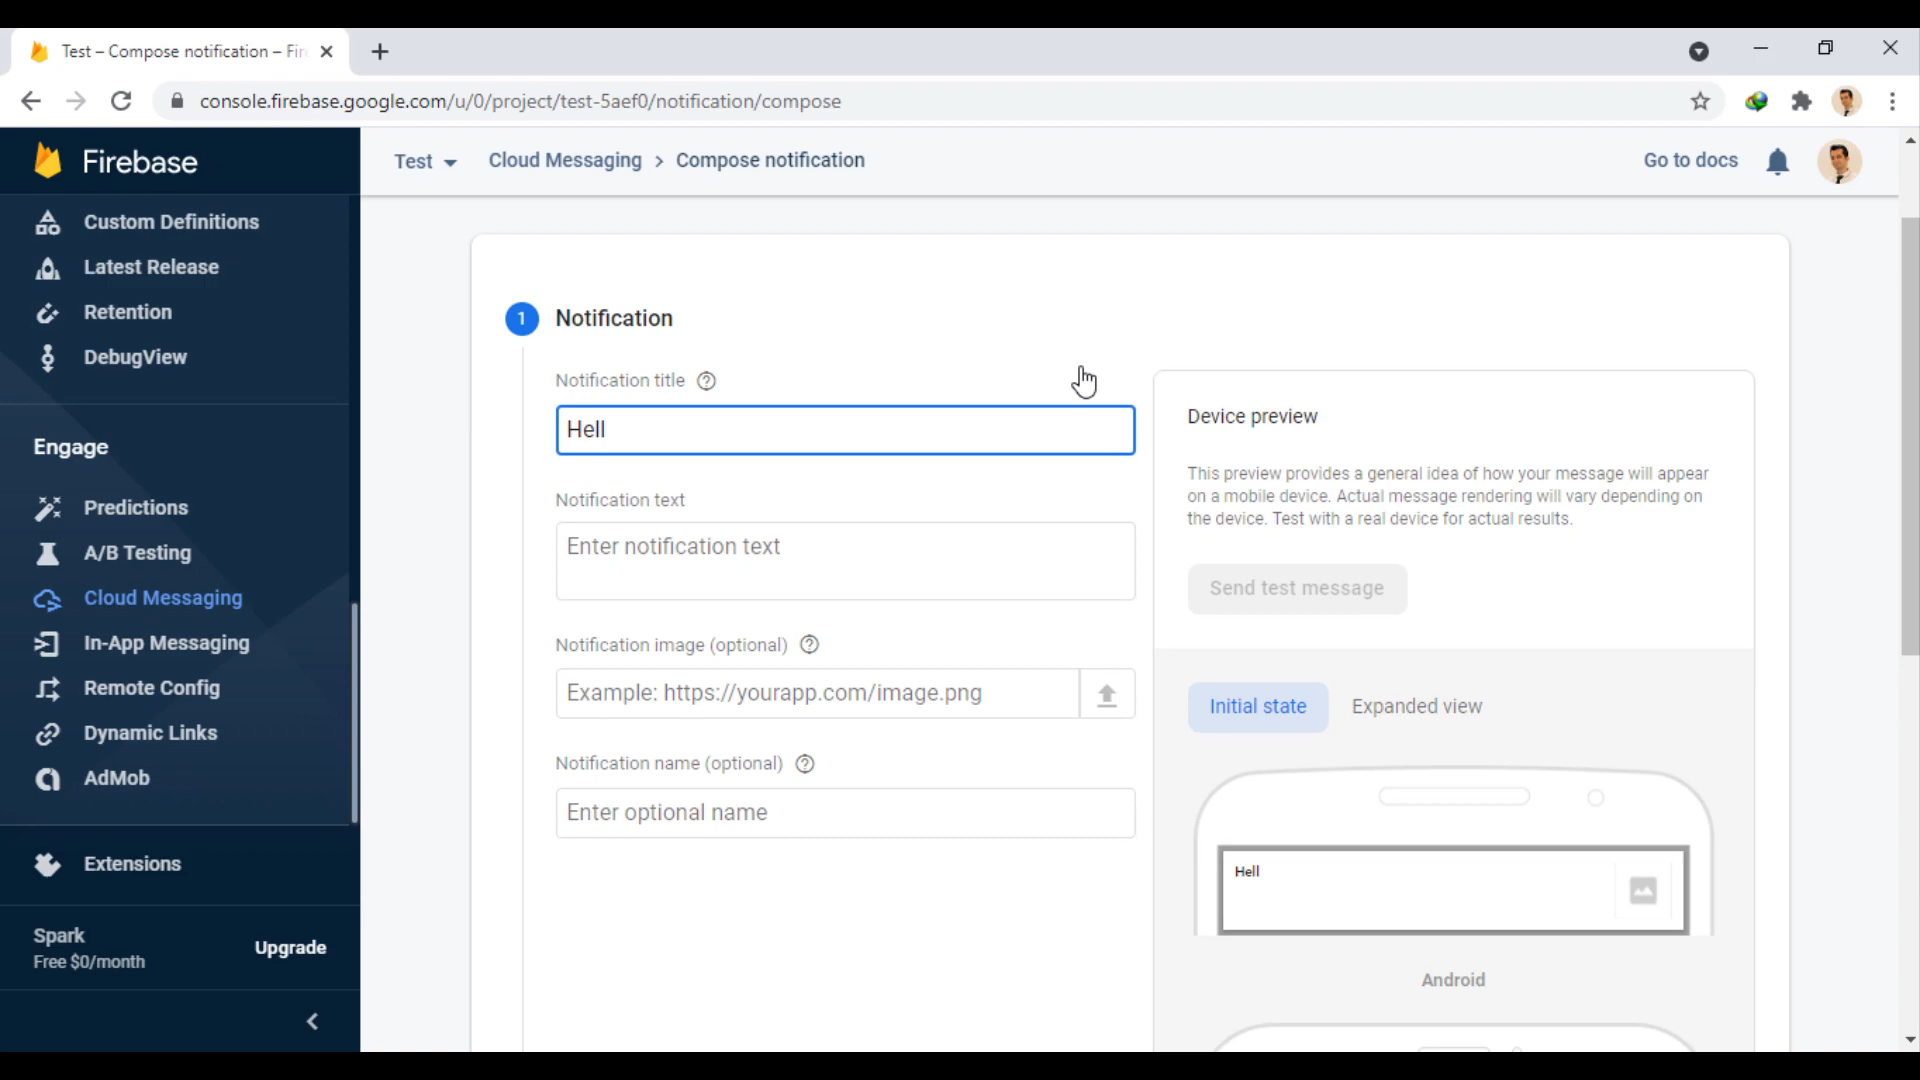 Test – Compose notification – Fir
console.firebase.google.com/u/0/project/test-5aef0/notification/compose
Firebase
Test
Cloud Messaging > Compose notification
Go to docs
Custom Definitions
Latest Release
Retention
DebugView
Engage
Predictions
A/B Testing
Cloud Messaging
In-App Messaging
Remote Config
Dynamic Links
AdMob
Extensions
Spark
Free $0/month
Upgrade
1 Notification
Notification title
Hell
Notification text
Enter notification text
Notification image (optional)
Example: https://yourapp.com/image.png
Notification name (optional)
Enter optional name
Device preview
This preview provides a general idea of how your message will appear
on a mobile device. Actual message rendering will vary depending on
the device. Test with a real device for actual results.
Send test message
Initial state
Expanded view
Hell
Android